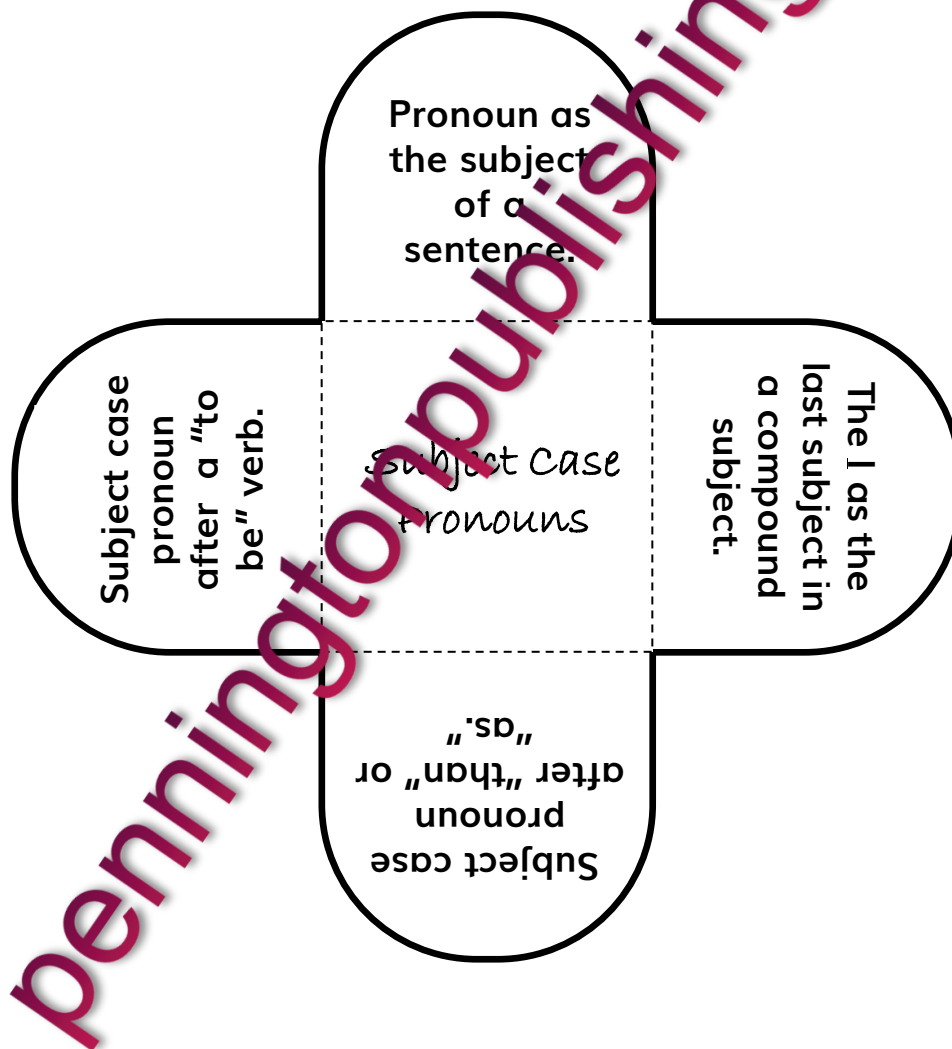 Pronoun as
the subject
of a
sentence.
Subject case
pronoun
after a “to
be” verb.
Subject Case
Pronouns
The I as the
last subject in
a compound
subject.
Subject case
pronoun
after “than” or
“as.”
penningtonpublishing